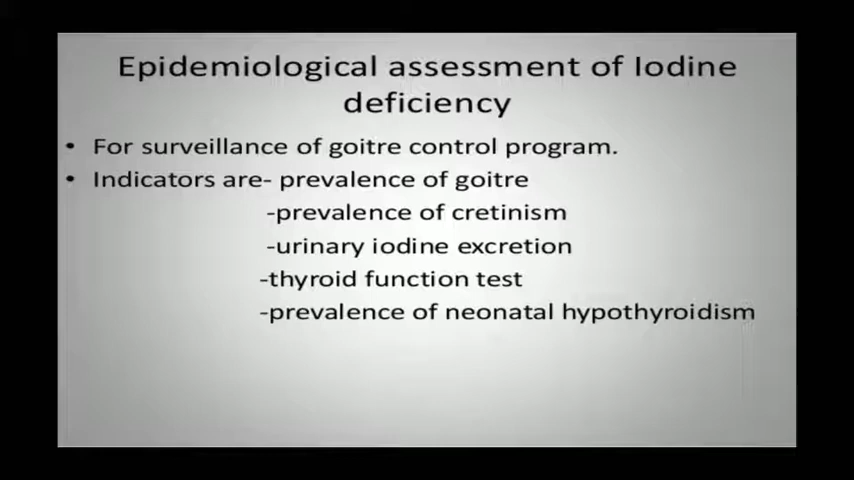 Epidemiological assessment of Iodine
deficiency
• For surveillance of goitre control program.
• Indicators are- prevalence of goitre
-prevalence of cretinism
-urinary iodine excretion
-thyroid function test
-prevalence of neonatal hypothyroidism